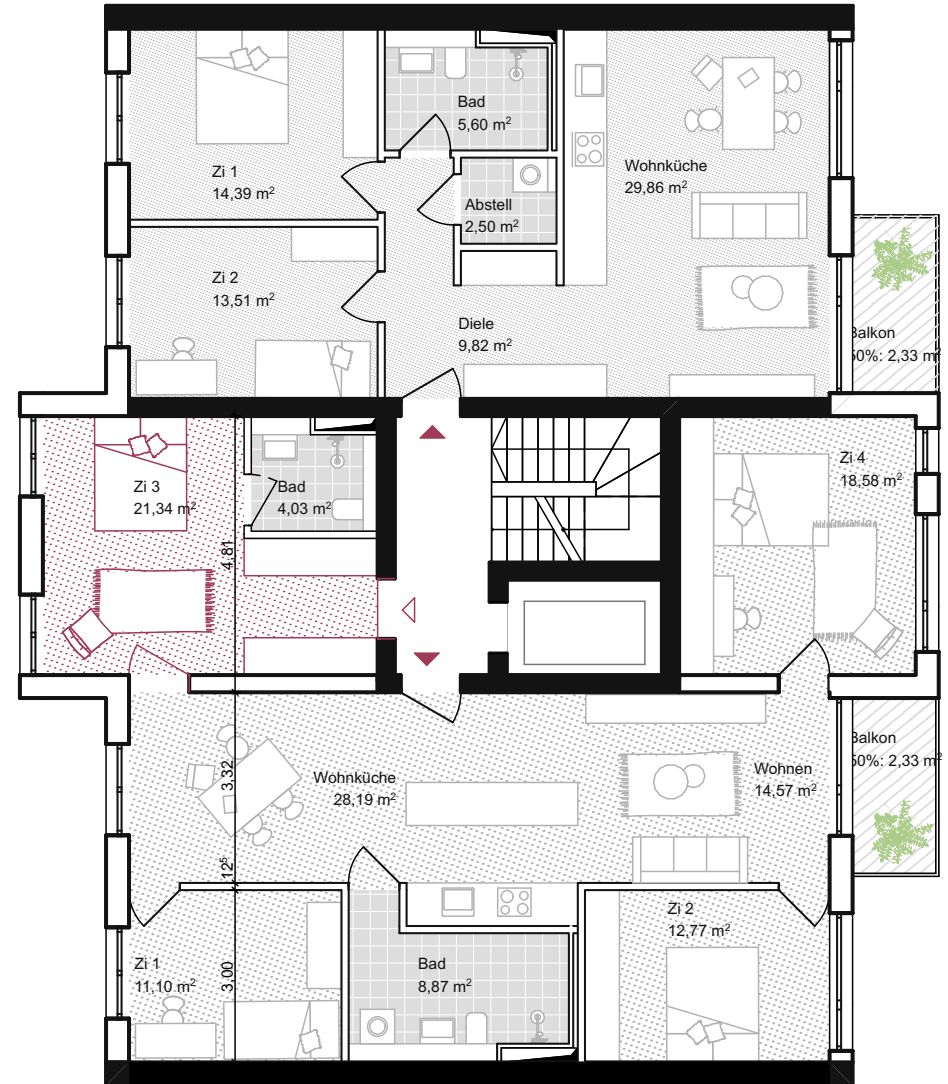 Bad
5,60 m²
Zi 1
14,39 m²
Wohnküche
29,86 m²
Abstell
2,50 m²
Zi 2
13,51 m²
Diele
9,82 m²
Balkon
50%: 2,33 m²
Zi 3
21,34 m²
Bad
4,03 m²
Zi 4
18,58 m²
4,81
Balkon
50%: 2,33 m²
Wohnküche
28,19 m²
Wohnen
14,57 m²
3,32
12⁵
Zi 1
11,10 m²
3,00
Bad
8,87 m²
Zi 2
12,77 m²